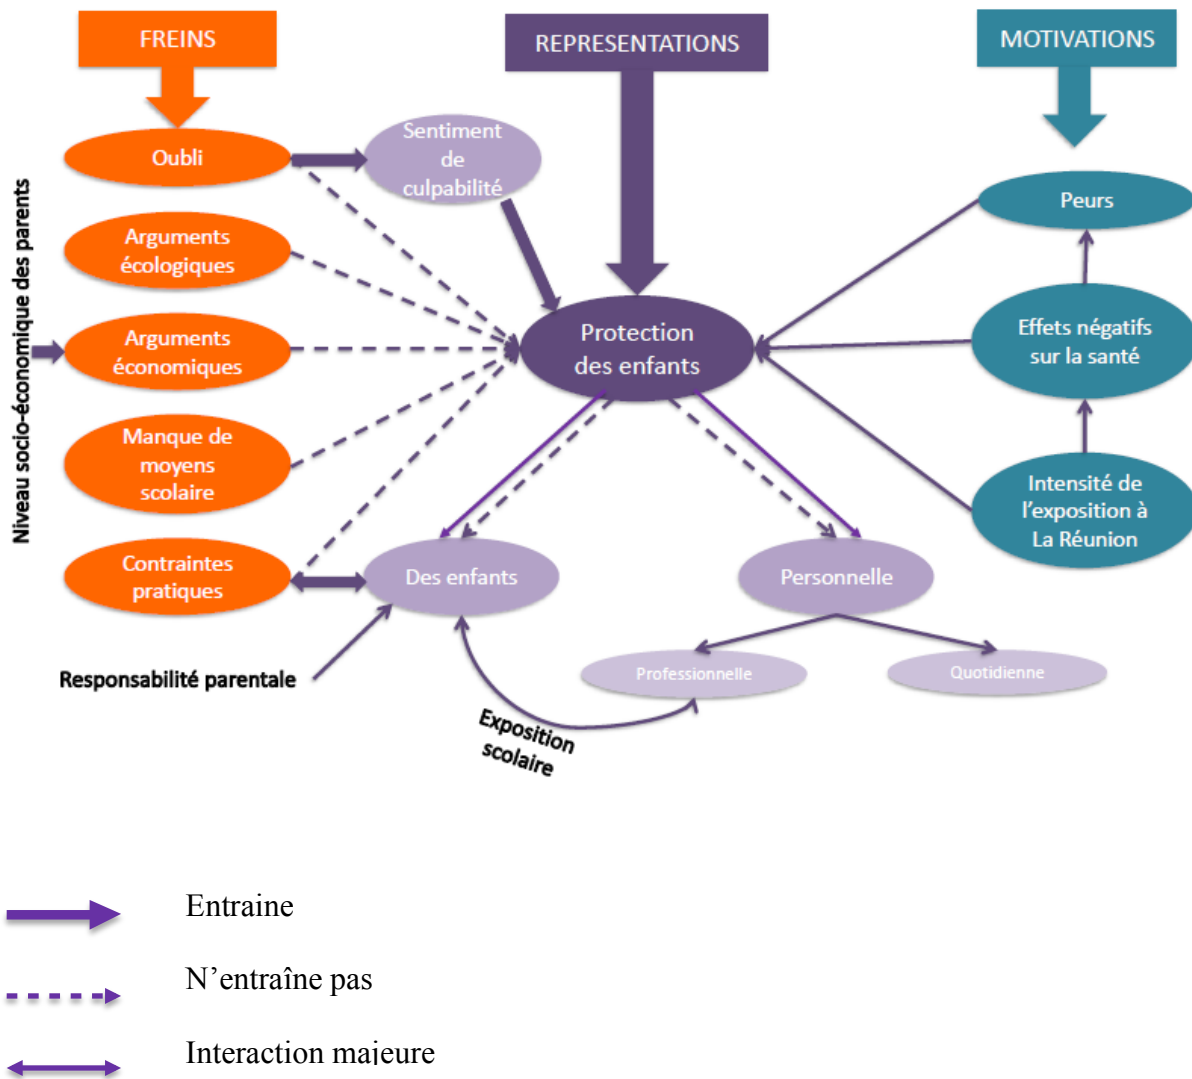 FREINS
REPRESENTATIONS
MOTIVATIONS
Oubli
Sentiment
de
culpabilité
Peurs
Arguments
écologiques
Niveau socio-économique des parents
Arguments
économiques
Protection
des enfants
Effets négatifs
sur la santé
Manque de
moyens
scolaire
Intensité de
l'exposition à
La Réunion
Contraintes
pratiques
Des enfants
Personnelle
Responsabilité parentale
Professionnelle
Quotidienne
Exposition
scolaire
Entraine
N'entraîne pas
Interaction majeure